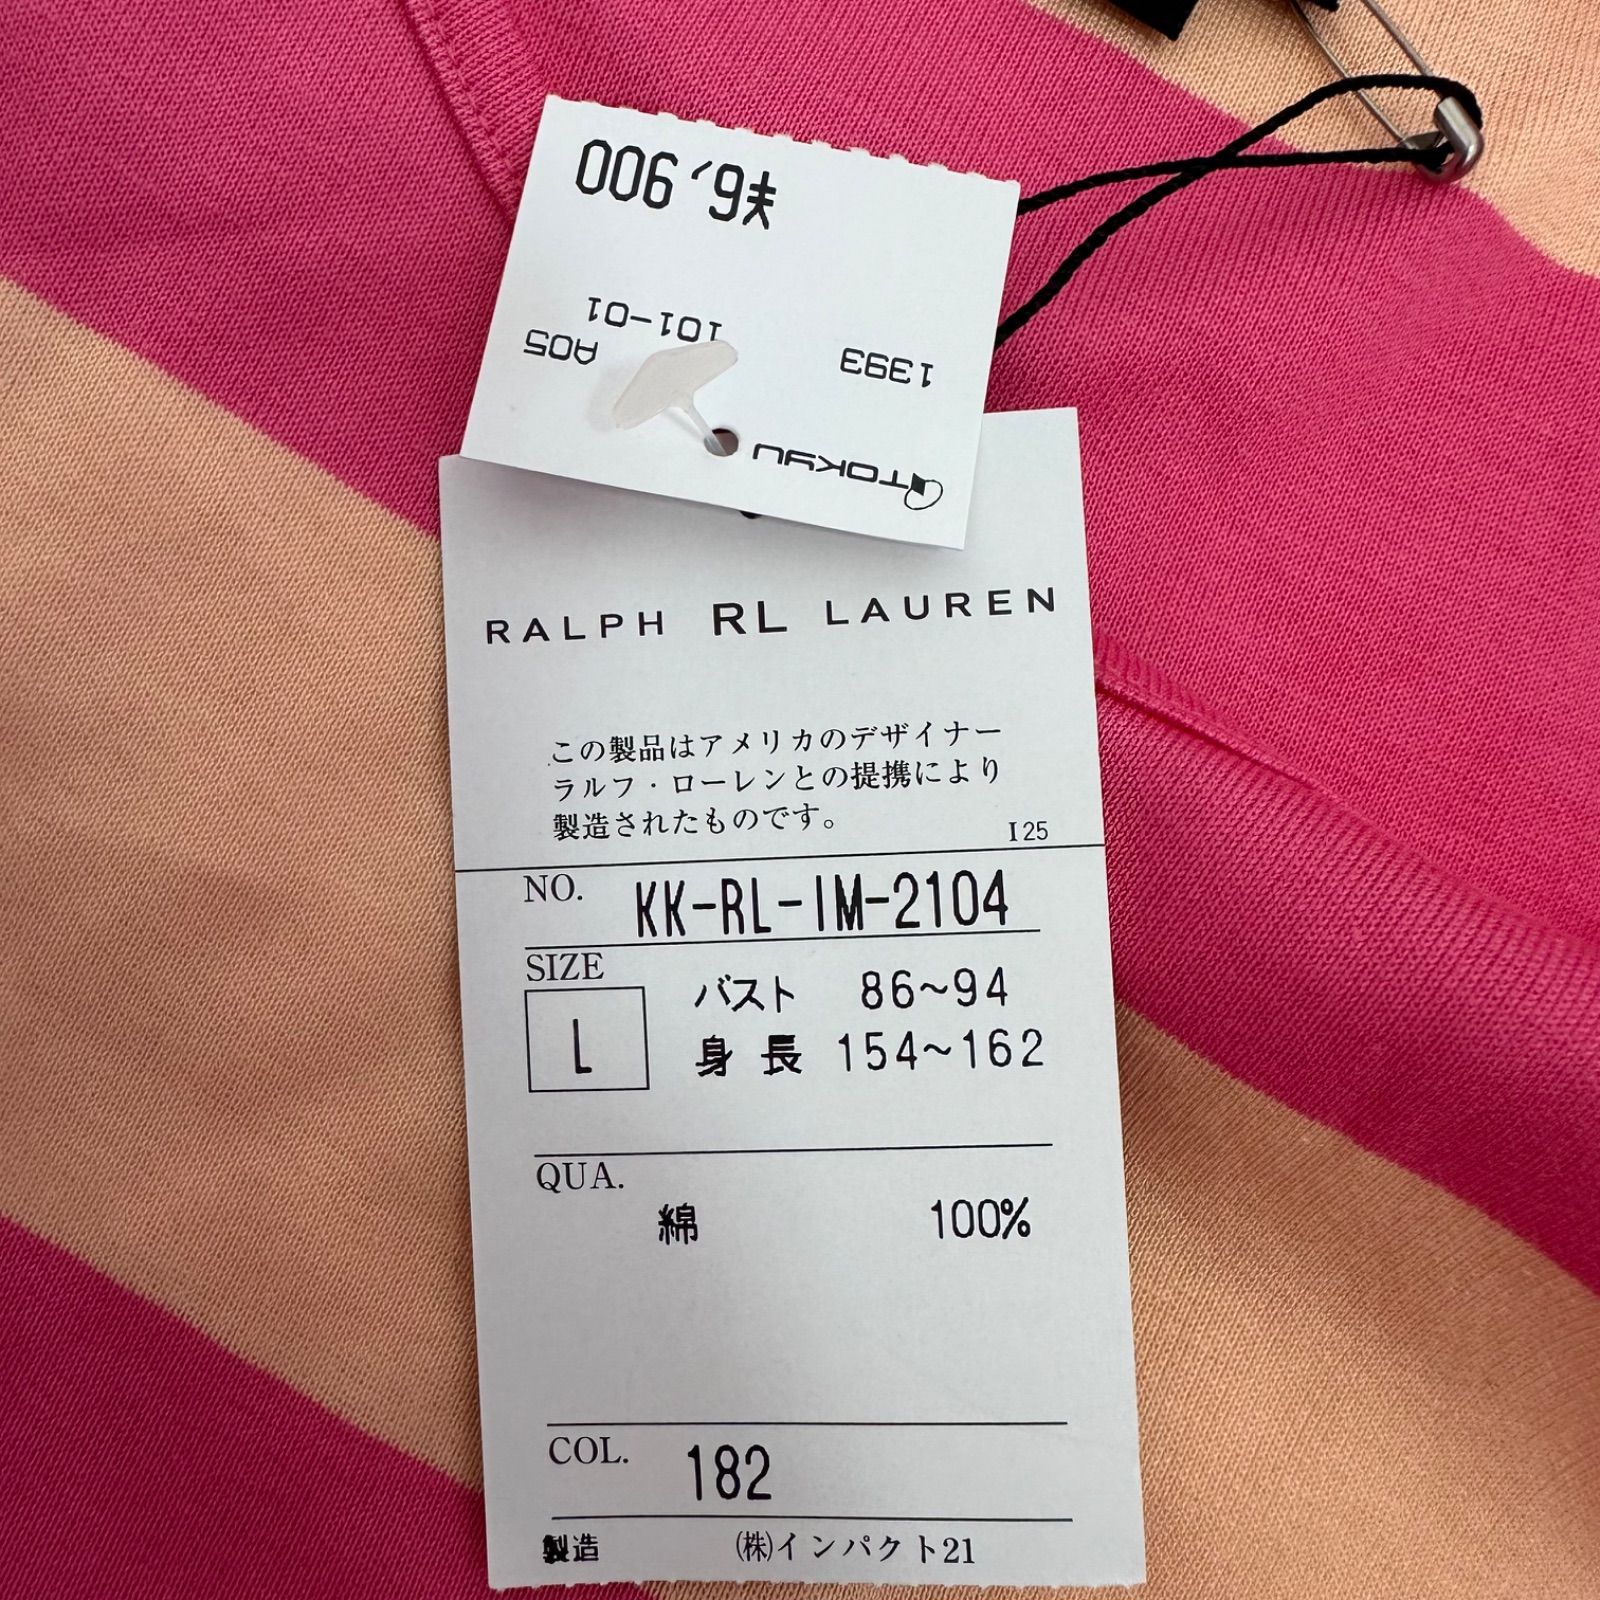 TOKYU
1393 A05
101-01
¥6,900
RALPH RL LAUREN
この製品はアメリカのデザイナー
ラルフ・ローレンとの提携により
製造されたものです。
I25
NO. KK-RL-IM-2104
SIZE
L
バスト 86~94
身長 154~162
QUA.
綿 100%
COL. 182
製造 ㈱インパクト21